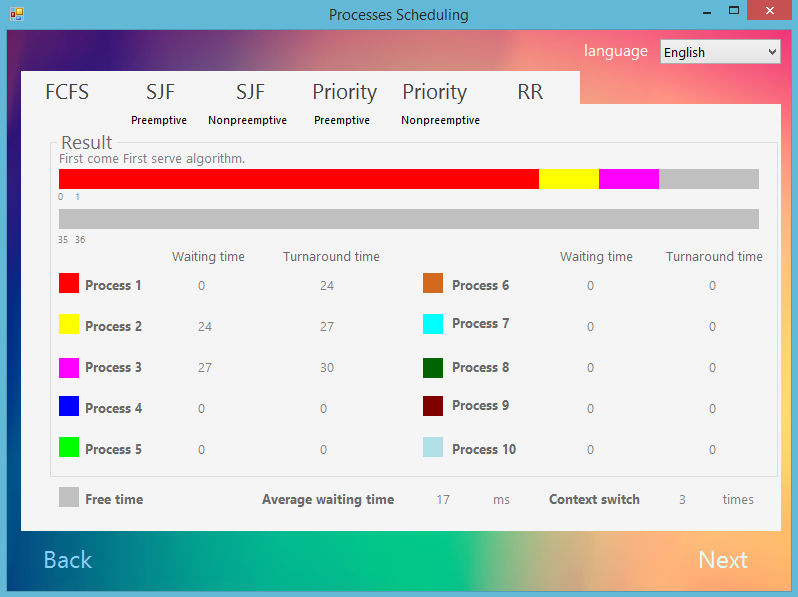 Processes Scheduling
language English
FCFS SJF SJF Priority Priority RR
Preemptive Nonpreemptive Preemptive Nonpreemptive
Result
First come First serve algorithm.
0 1
35 36
Waiting time Turnaround time Waiting time Turnaround time
Process 1 0 24 Process 6 0 0
Process 2 24 27 Process 7 0 0
Process 3 27 30 Process 8 0 0
Process 4 0 0 Process 9 0 0
Process 5 0 0 Process 10 0 0
Free time Average waiting time 17 ms Context switch 3 times
Back Next